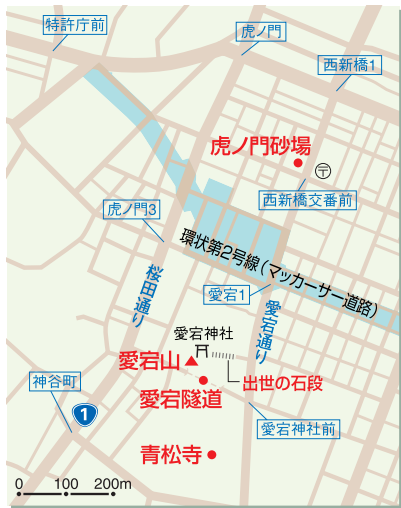 特許庁前
虎ノ門
西新橋1
虎ノ門砂場
〒
西新橋交番前
虎ノ門3
環状第2号線(マッカーサー道路)
桜田通り
愛宕1
愛宕通り
愛宕神社
愛宕山
出世の石段
神谷町
愛宕隧道
1
愛宕神社前
青松寺
0 100 200m